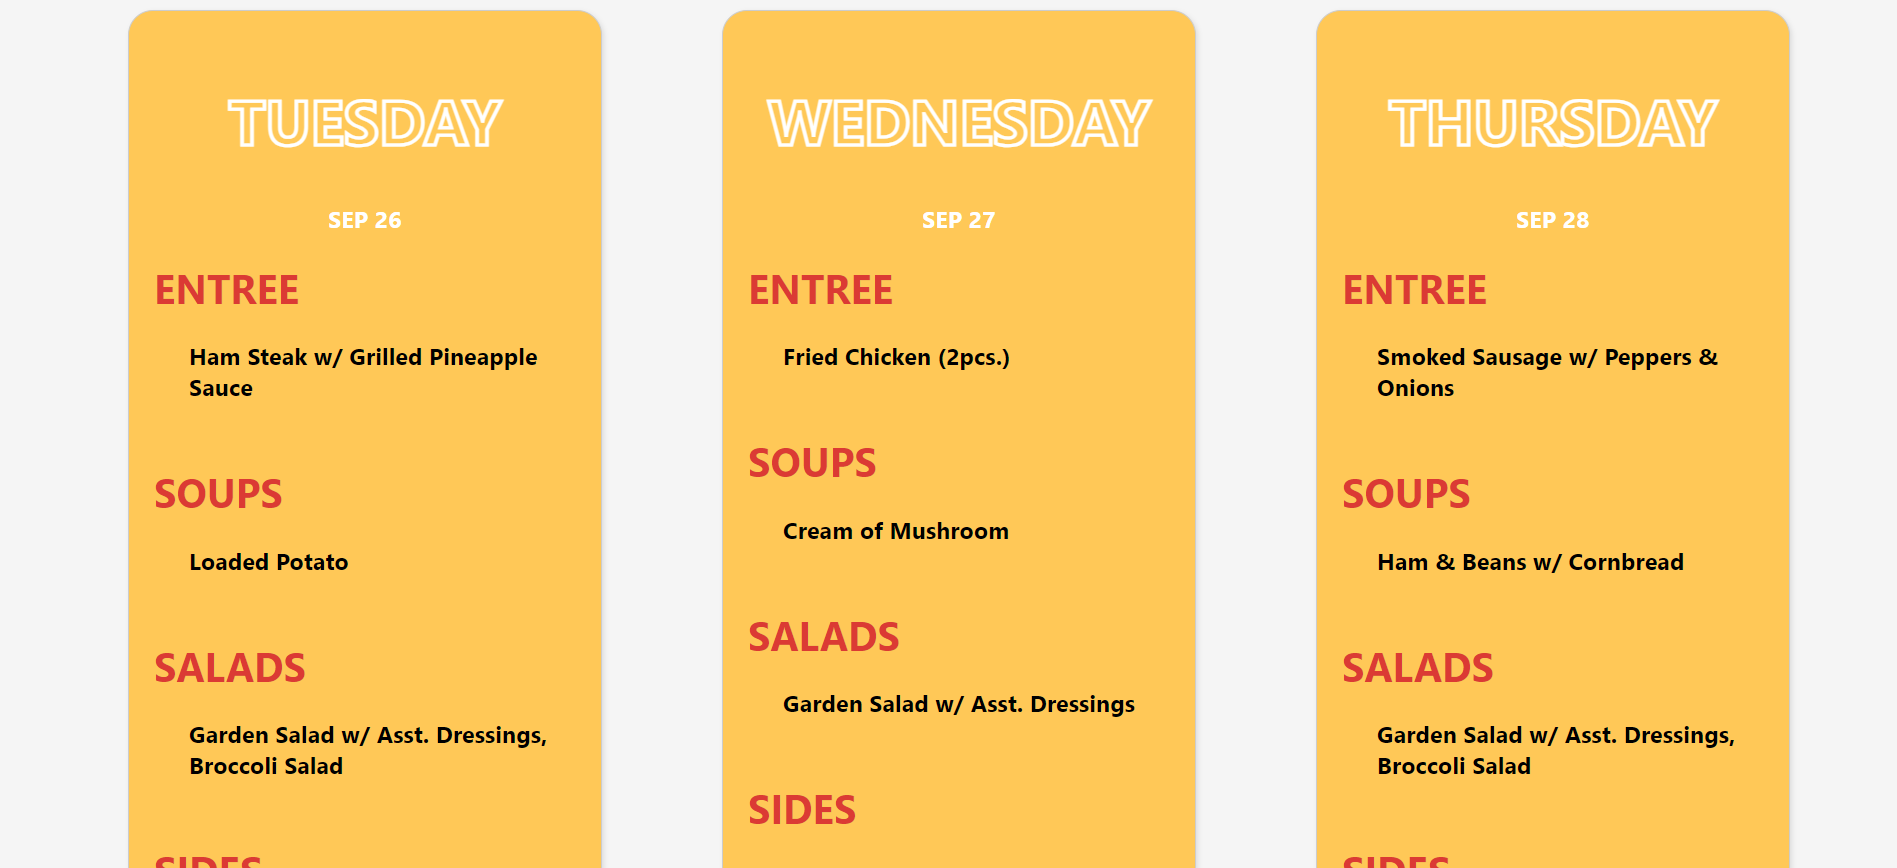 TUESDAY
SEP 26
ENTREE
Ham Steak w/ Grilled Pineapple
Sauce
SOUPS
Loaded Potato
SALADS
Garden Salad w/ Asst. Dressings,
Broccoli Salad
SIDES
WEDNESDAY
SEP 27
ENTREE
Fried Chicken (2pcs.)
SOUPS
Cream of Mushroom
SALADS
Garden Salad w/ Asst. Dressings
SIDES
THURSDAY
SEP 28
ENTREE
Smoked Sausage w/ Peppers &
Onions
SOUPS
Ham & Beans w/ Cornbread
SALADS
Garden Salad w/ Asst. Dressings,
Broccoli Salad
SIDES